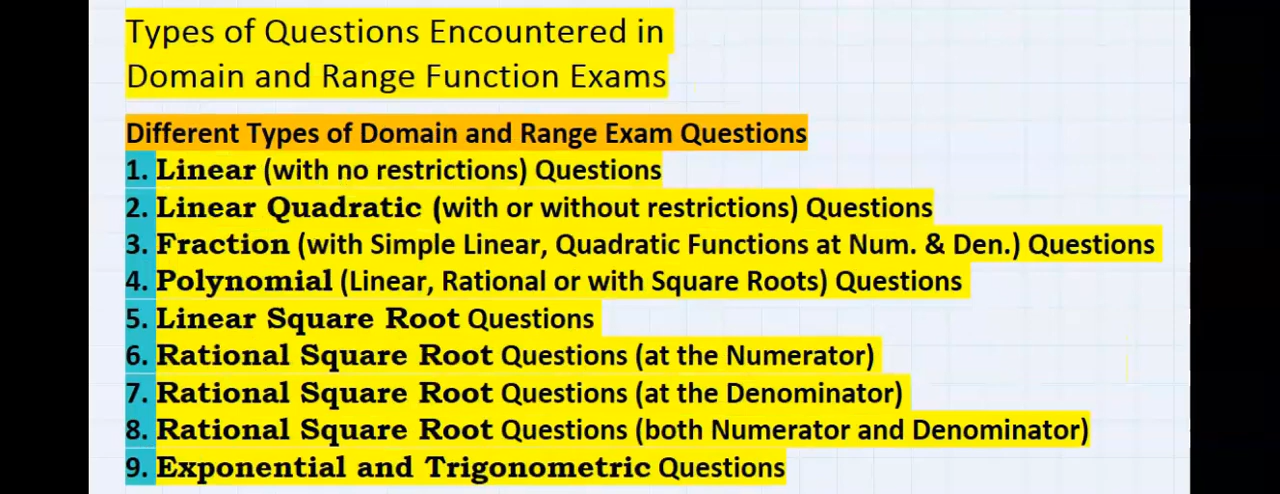 Types of Questions Encountered in
Domain and Range Function Exams
Different Types of Domain and Range Exam Questions
1. Linear (with no restrictions) Questions
2. Linear Quadratic (with or without restrictions) Questions
3. Fraction (with Simple Linear, Quadratic Functions at Num. & Den.) Questions
4. Polynomial (Linear, Rational or with Square Roots) Questions
5. Linear Square Root Questions
6. Rational Square Root Questions (at the Numerator)
7. Rational Square Root Questions (at the Denominator)
8. Rational Square Root Questions (both Numerator and Denominator)
9. Exponential and Trigonometric Questions